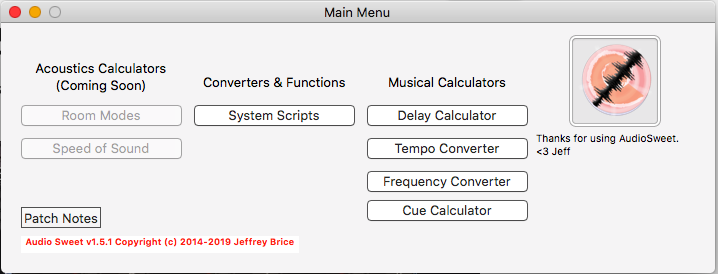 Main Menu
Acoustics Calculators
(Coming Soon)
Room Modes
Speed of Sound
Converters & Functions
System Scripts
Musical Calculators
Delay Calculator
Tempo Converter
Frequency Converter
Cue Calculator
Thanks for using AudioSweet.
<3 Jeff
Patch Notes
Audio Sweet v1.5.1 Copyright (c) 2014-2019 Jeffrey Brice